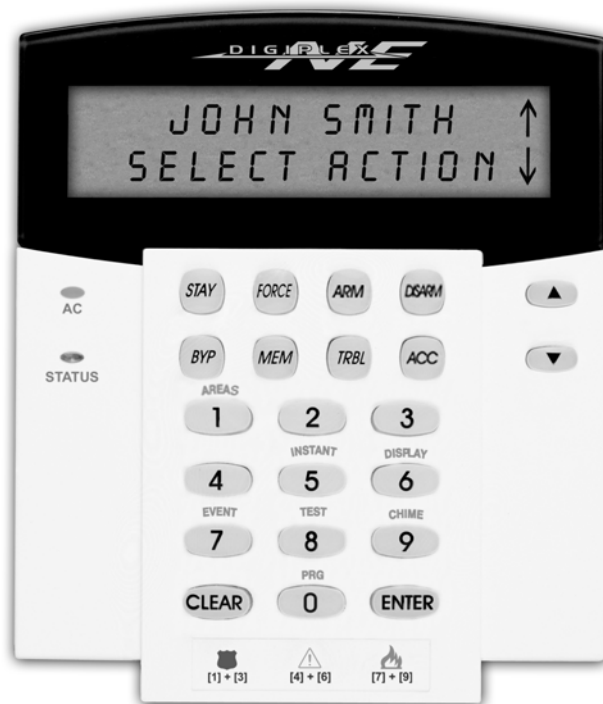 DIGIPLEX
NE
JOHN SMITH ↑
SELECT ACTION ↓
AC
STATUS
STAY FORCE ARM DISARM
BYP MEM TRBL ACC
AREAS
1 2 3
INSTANT DISPLAY
4 5 6
EVENT TEST CHIME
7 8 9
PRG
CLEAR 0 ENTER
[1] + [3] [4] + [6] [7] + [9]